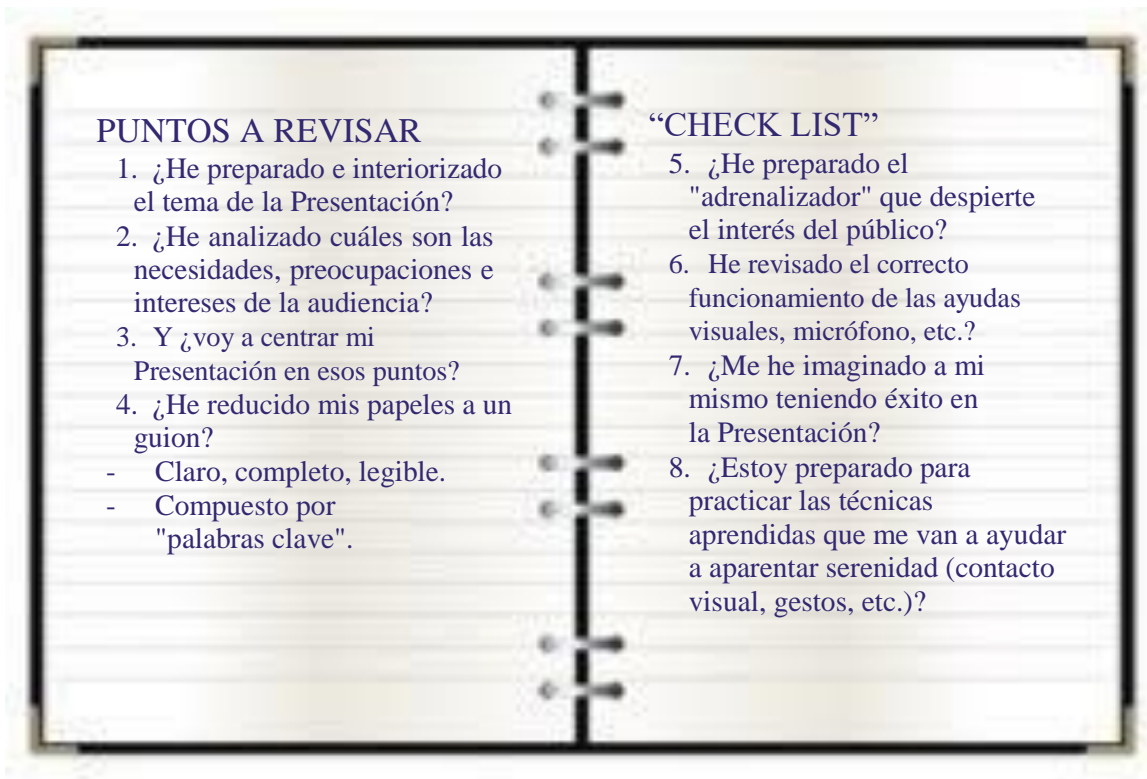 PUNTOS A REVISAR
1. ¿He preparado e interiorizado
el tema de la Presentación?
2. ¿He analizado cuáles son las
necesidades, preocupaciones e
intereses de la audiencia?
3. Y ¿voy a centrar mi
Presentación en esos puntos?
4. ¿He reducido mis papeles a un
guion?
- Claro, completo, legible.
- Compuesto por
"palabras clave".
“CHECK LIST”
5. ¿He preparado el
"adrenalizador" que despierte
el interés del público?
6. He revisado el correcto
funcionamiento de las ayudas
visuales, micrófono, etc.?
7. ¿Me he imaginado a mi
mismo teniendo éxito en
la Presentación?
8. ¿Estoy preparado para
practicar las técnicas
aprendidas que me van a ayudar
a aparentar serenidad (contacto
visual, gestos, etc.)?